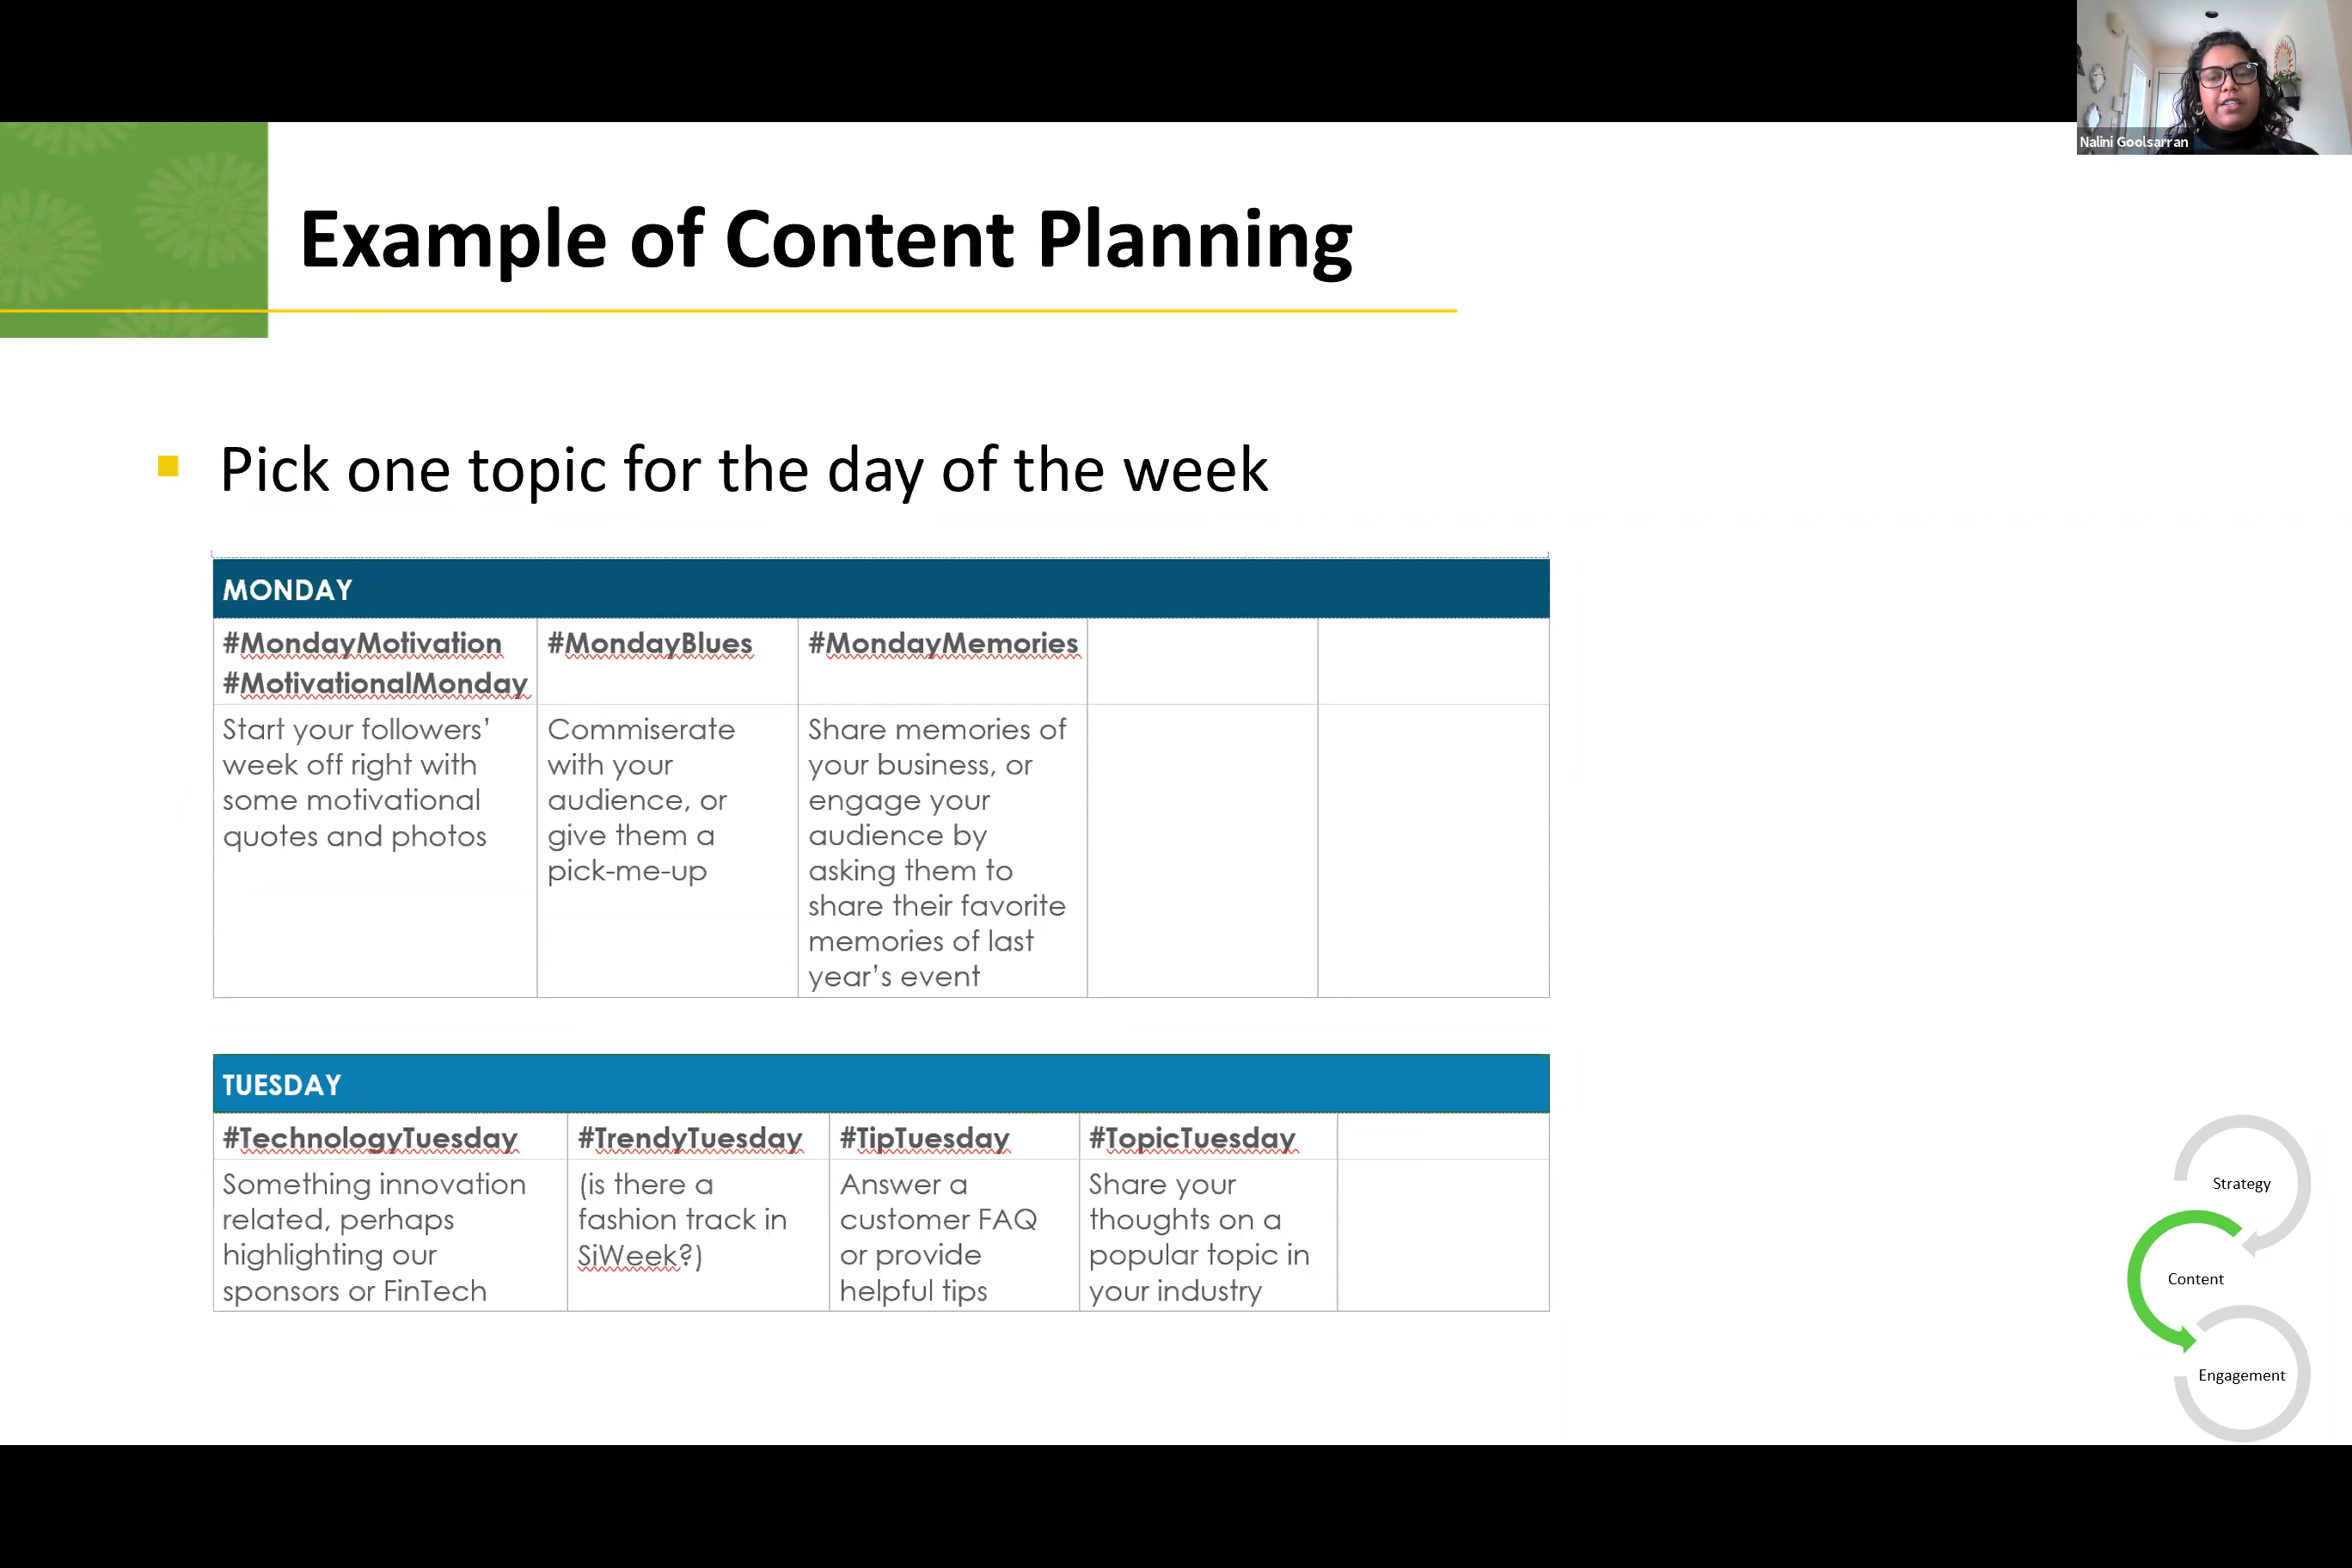 Nalini Goolsarran
Example of Content Planning
Pick one topic for the day of the week
MONDAY
#MondayMotivation
#MotivationalMonday
#MondayBlues
#MondayMemories
Start your followers’
week off right with
some motivational
quotes and photos
Commiserate
with your
audience, or
give them a
pick-me-up
Share memories of
your business, or
engage your
audience by
asking them to
share their favorite
memories of last
year’s event
TUESDAY
#TechnologyTuesday
#TrendyTuesday
#TipTuesday
#TopicTuesday
Something innovation
related, perhaps
highlighting our
sponsors or FinTech
(is there a
fashion track in
SiWeek?)
Answer a
customer FAQ
or provide
helpful tips
Share your
thoughts on a
popular topic in
your industry
Strategy
Content
Engagement